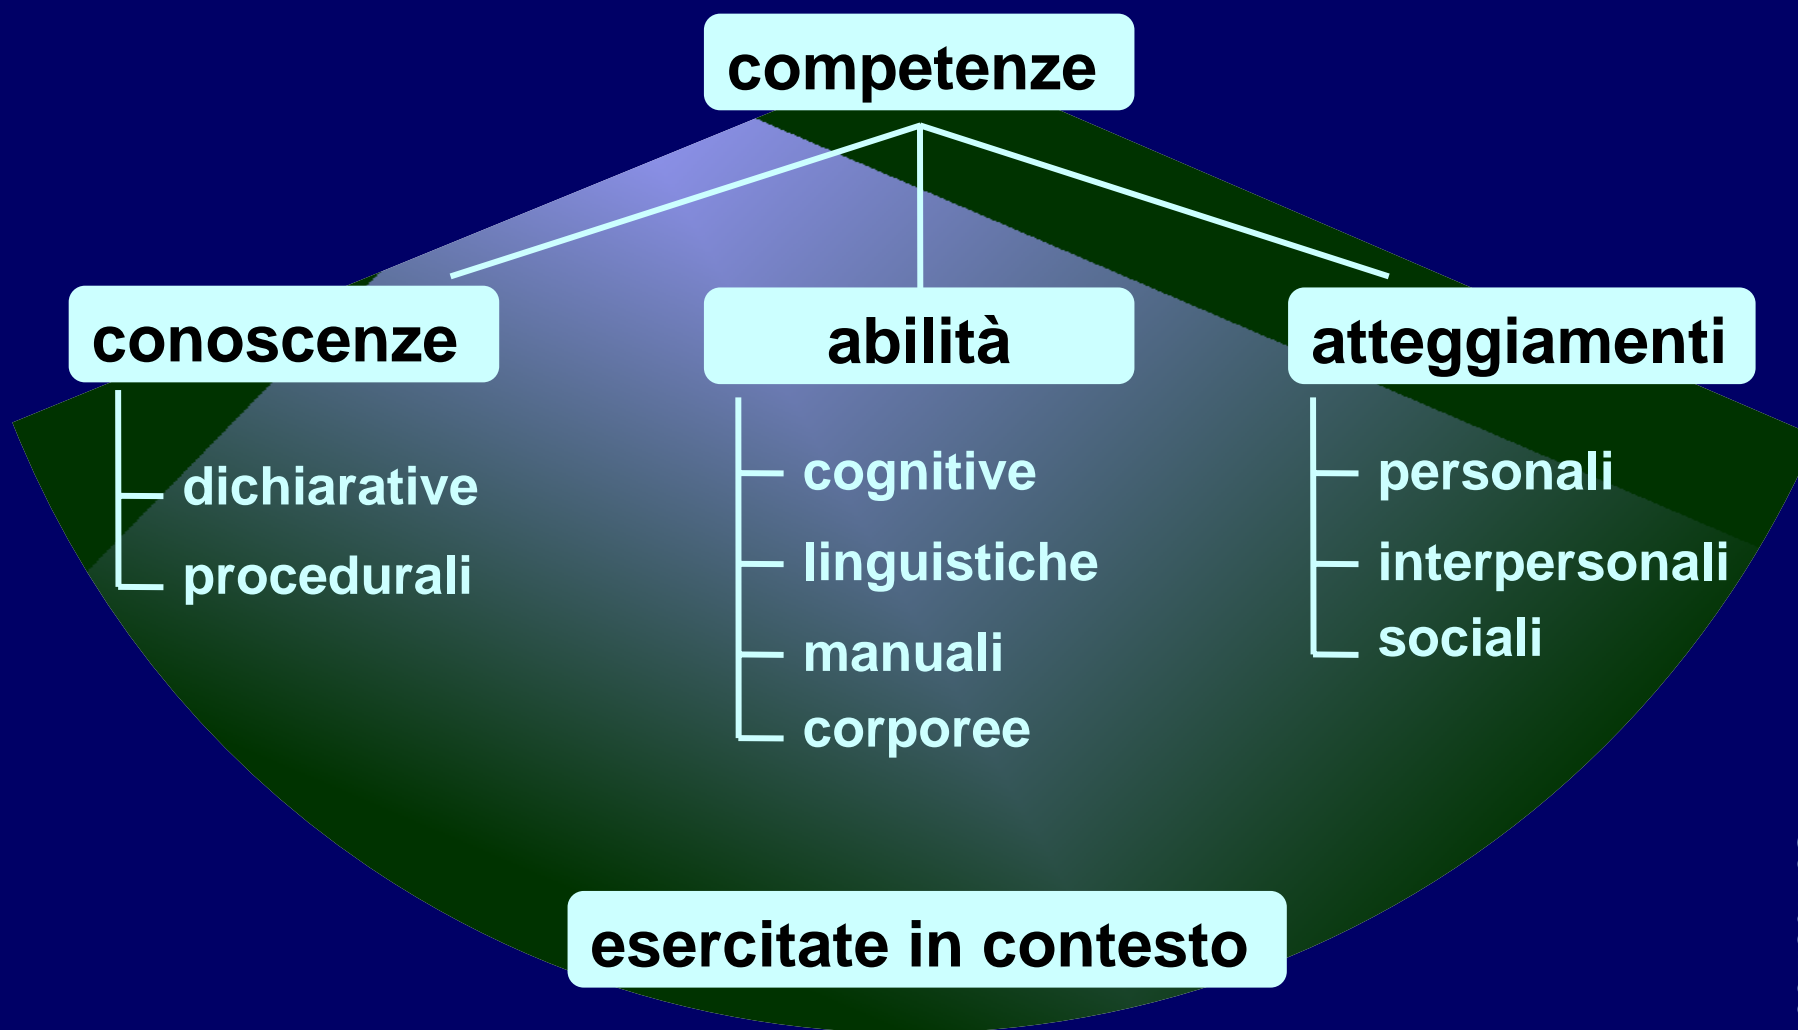 competenze
conoscenze
dichiarative
procedurali
abilità
cognitive
linguistiche
manuali
corporee
atteggiamenti
personali
interpersonali
sociali
esercitate in contesto